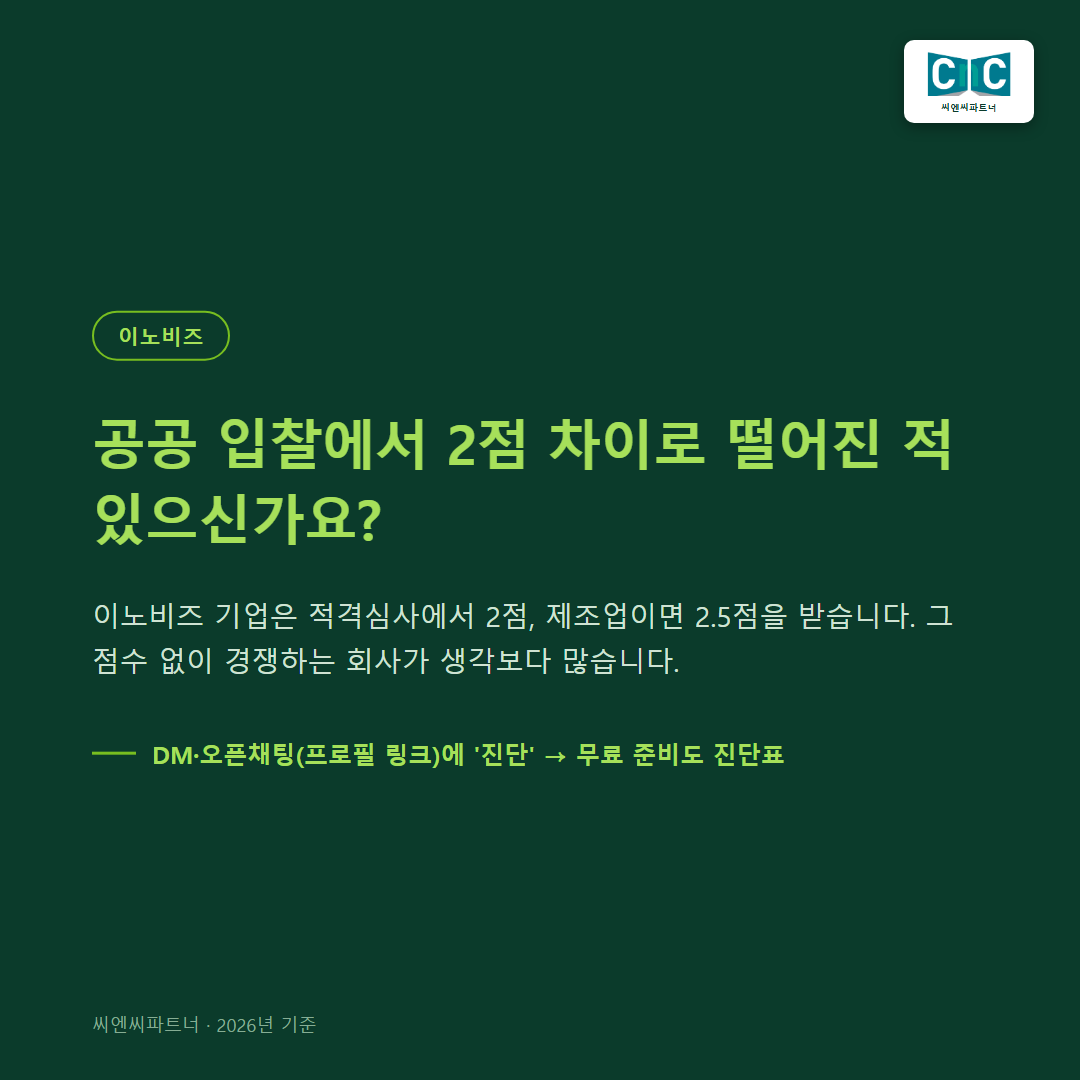 CnC
씨엔씨파트너
이노비즈
공공 입찰에서 2점 차이로 떨어진 적
있으신가요?
이노비즈 기업은 적격심사에서 2점, 제조업이면 2.5점을 받습니다. 그
점수 없이 경쟁하는 회사가 생각보다 많습니다.
DM·오픈채팅(프로필 링크)에 '진단' → 무료 준비도 진단표
씨엔씨파트너 · 2026년 기준